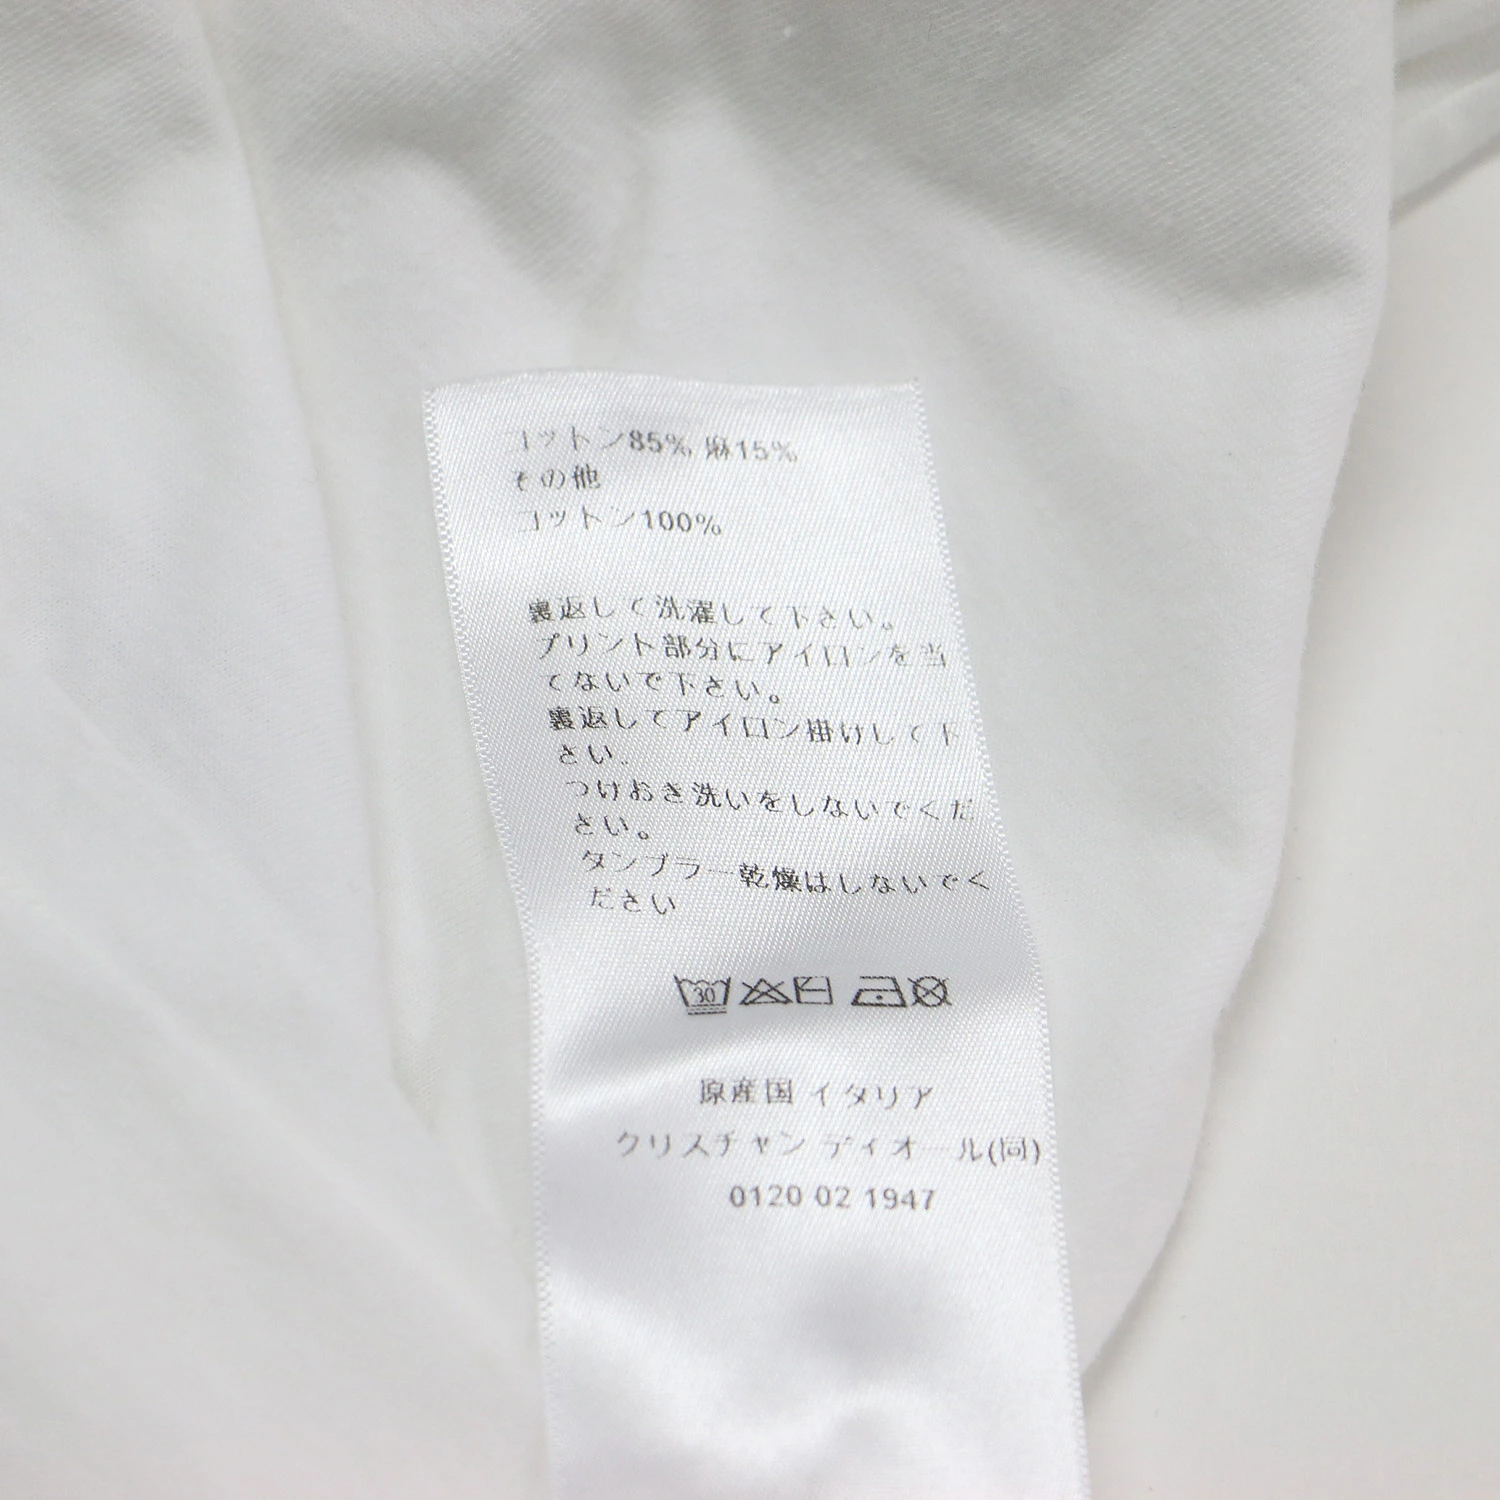 コットン85% 麻15%
その他
コットン100%
裏返して洗濯して下さい。
プリント部分にアイロンを当
てないで下さい。
裏返してアイロン掛けして下
さい。
つけおき洗いをしないでくだ
さい。
タンブラー乾燥はしないでく
ださい
30
原産国 イタリア
クリスチャン ディオール(同)
0120 02 1947